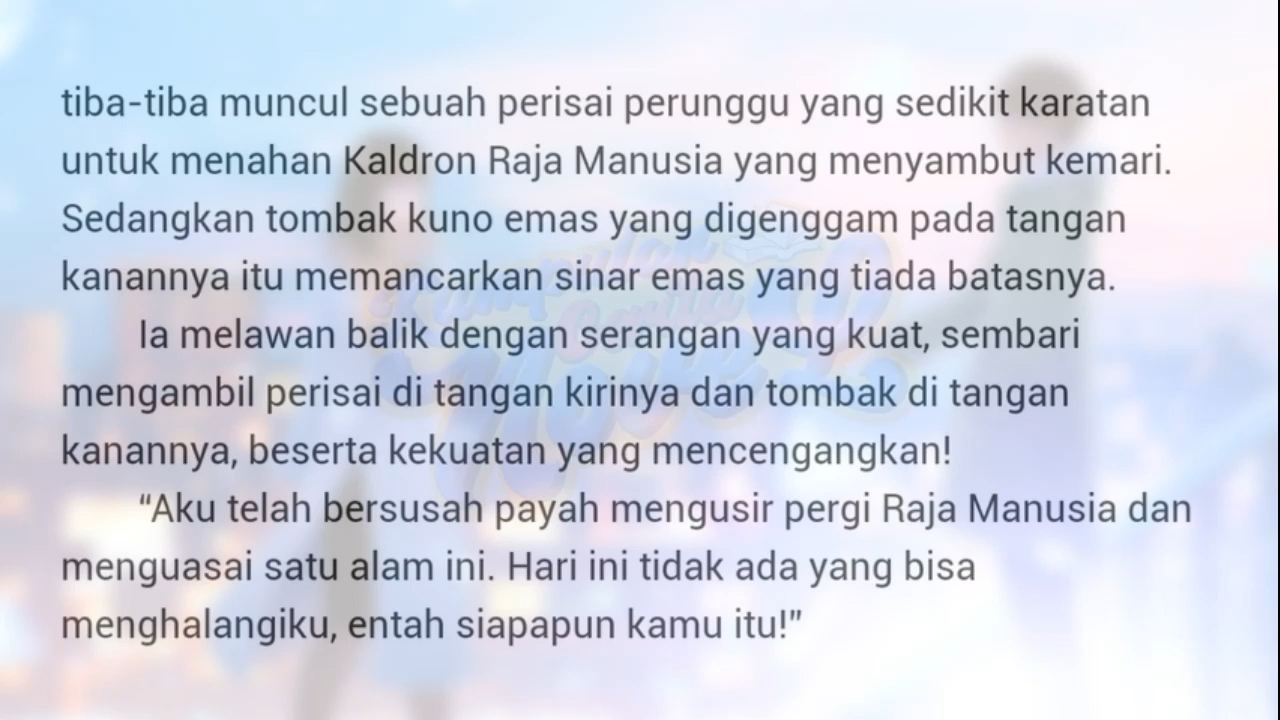 tiba-tiba muncul sebuah perisai perunggu yang sedikit karatan
untuk menahan Kaldron Raja Manusia yang menyambut kemari.
Sedangkan tombak kuno emas yang digenggam pada tangan
kanannya itu memancarkan sinar emas yang tiada batasnya.
Ia melawan balik dengan serangan yang kuat, sembari
mengambil perisai di tangan kirinya dan tombak di tangan
kanannya, beserta kekuatan yang mencengangkan!
“Aku telah bersusah payah mengusir pergi Raja Manusia dan
menguasai satu alam ini. Hari ini tidak ada yang bisa
menghalangiku, entah siapapun kamu itu!”